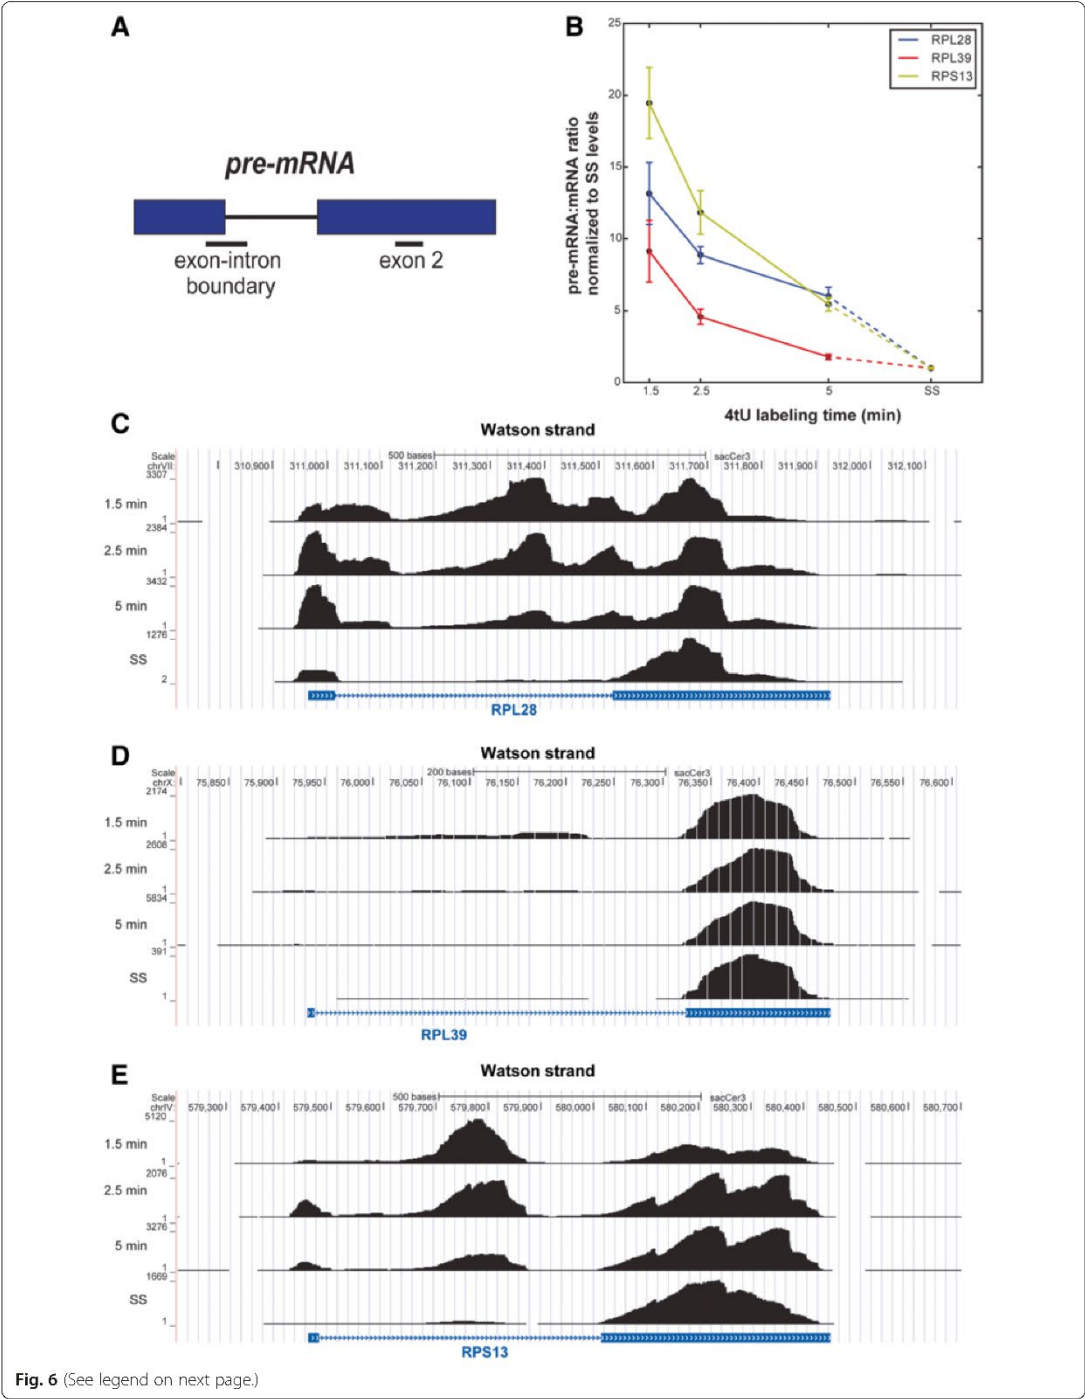 A
pre-mRNA
exon-intron
boundary
exon 2
B
25
20
15
10
5
0
pre-mRNA:mRNA ratio
normalized to SS levels
RPL28
RPL39
RPS13
1.5 2.5 5 SS
4tU labeling time (min)
C
Watson strand
Scale 500 bases sacCer3
chrVII: 310,900 311,000 311,100 311,200 311,300 311,400 311,500 311,600 311,700 311,800 311,900 312,000 312,100
3307
1.5 min
1
2384
2.5 min
1
3432
5 min
1
1276
SS
2
RPL28
D
Watson strand
Scale 200 bases sacCer3
chrX: 75,850 75,900 75,950 76,000 76,050 76,100 76,150 76,200 76,250 76,300 76,350 76,400 76,450 76,500 76,550 76,600
2174
1.5 min
1
2608
2.5 min
1
5834
5 min
1
391
SS
1
RPL39
E
Watson strand
Scale 500 bases sacCer3
chrIV: 579,300 579,400 579,500 579,600 579,700 579,800 579,900 580,000 580,100 580,200 580,300 580,400 580,500 580,600 580,700
5120
1.5 min
1
2076
2.5 min
1
3276
5 min
1
1669
SS
1
RPS13
Fig. 6 (See legend on next page.)